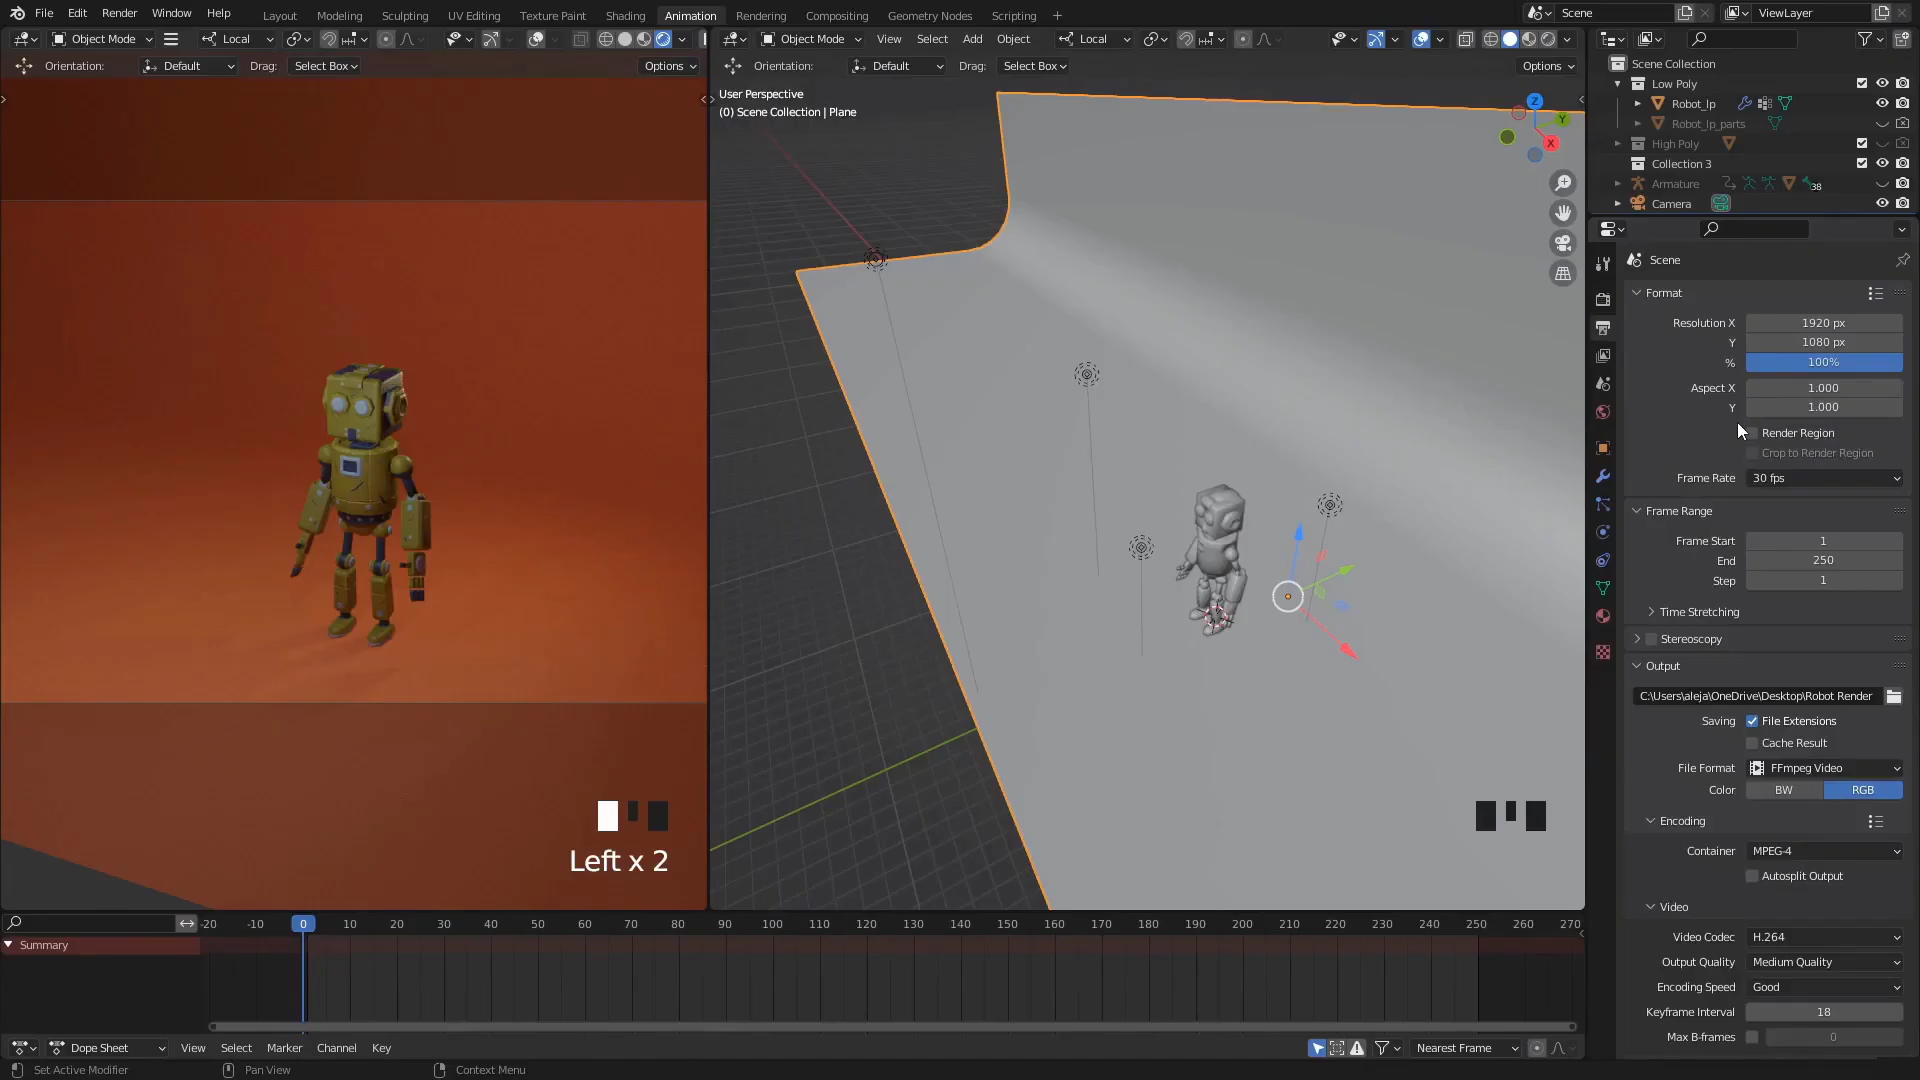 File Edit Render Window Help Layout Modeling Sculpting UV Editing Texture Paint Shading Animation Rendering Compositing Geometry Nodes Scripting + Scene ViewLayer
Object Mode Local Object Mode View Select Add Object Local
Orientation: Default Drag: Select Box Options Orientation: Default Drag: Select Box Options
User Perspective
(0) Scene Collection | Plane
Z
Y
X
Left x 2
Scene Collection
Low Poly
Robot_lp
Robot_lp_parts
High Poly
Collection 3
Armature 38
Camera
Scene
Format
Resolution X 1920 px
Y 1080 px
% 100%
Aspect X 1.000
Y 1.000
Render Region
Crop to Render Region
Frame Rate 30 fps
Frame Range
Frame Start 1
End 250
Step 1
Time Stretching
Stereoscopy
Output
C:\Users\aleja\OneDrive\Desktop\Robot Render
Saving File Extensions
Cache Result
File Format FFmpeg Video
Color BW RGB
Encoding
Container MPEG-4
Autosplit Output
Video
Video Codec H.264
Output Quality Medium Quality
Encoding Speed Good
Keyframe Interval 18
Max B-frames 0
-20 -10 0 10 20 30 40 50 60 70 80 90 100 110 120 130 140 150 160 170 180 190 200 210 220 230 240 250 260 270
Summary
Dope Sheet View Select Marker Channel Key Nearest Frame
Set Active Modifier Pan View Context Menu